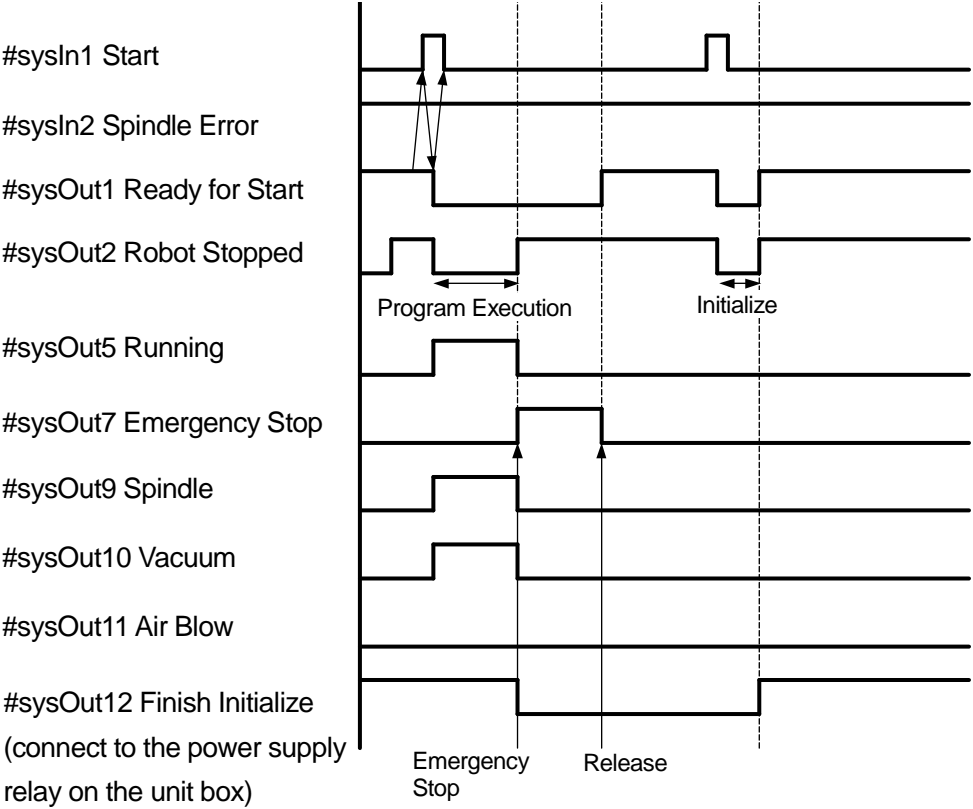 #sysIn1 Start
#sysIn2 Spindle Error
#sysOut1 Ready for Start
#sysOut2 Robot Stopped
Program Execution
Initialize
#sysOut5 Running
#sysOut7 Emergency Stop
#sysOut9 Spindle
#sysOut10 Vacuum
#sysOut11 Air Blow
#sysOut12 Finish Initialize
(connect to the power supply
relay on the unit box)
Emergency
Stop
Release